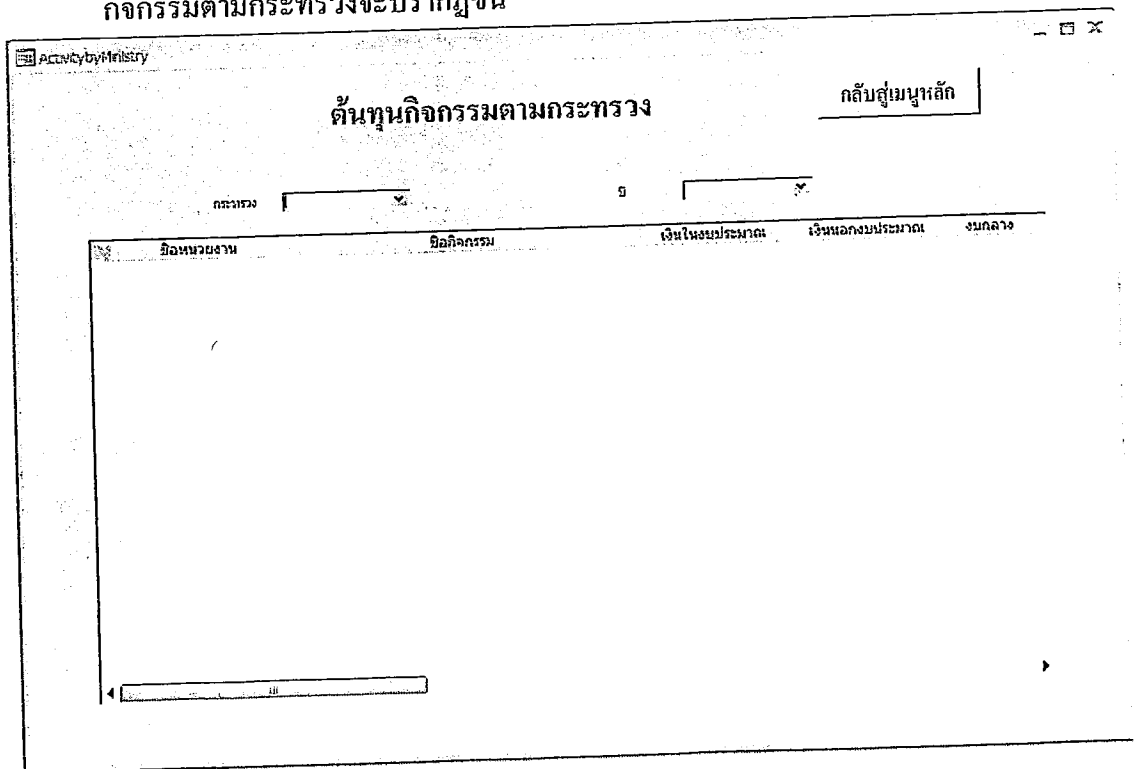 กิจกรรมตามกระทรวงจะปรากฏขึ้น
ActivitybyMinistry
ต้นทุนกิจกรรมตามกระทรวง
กลับสู่เมนูหลัก
กระทรวง
ปี
ชื่อหน่วยงาน ชื่อกิจกรรม เงินในงบประมาณ เงินนอกงบประมาณ งบกลาง